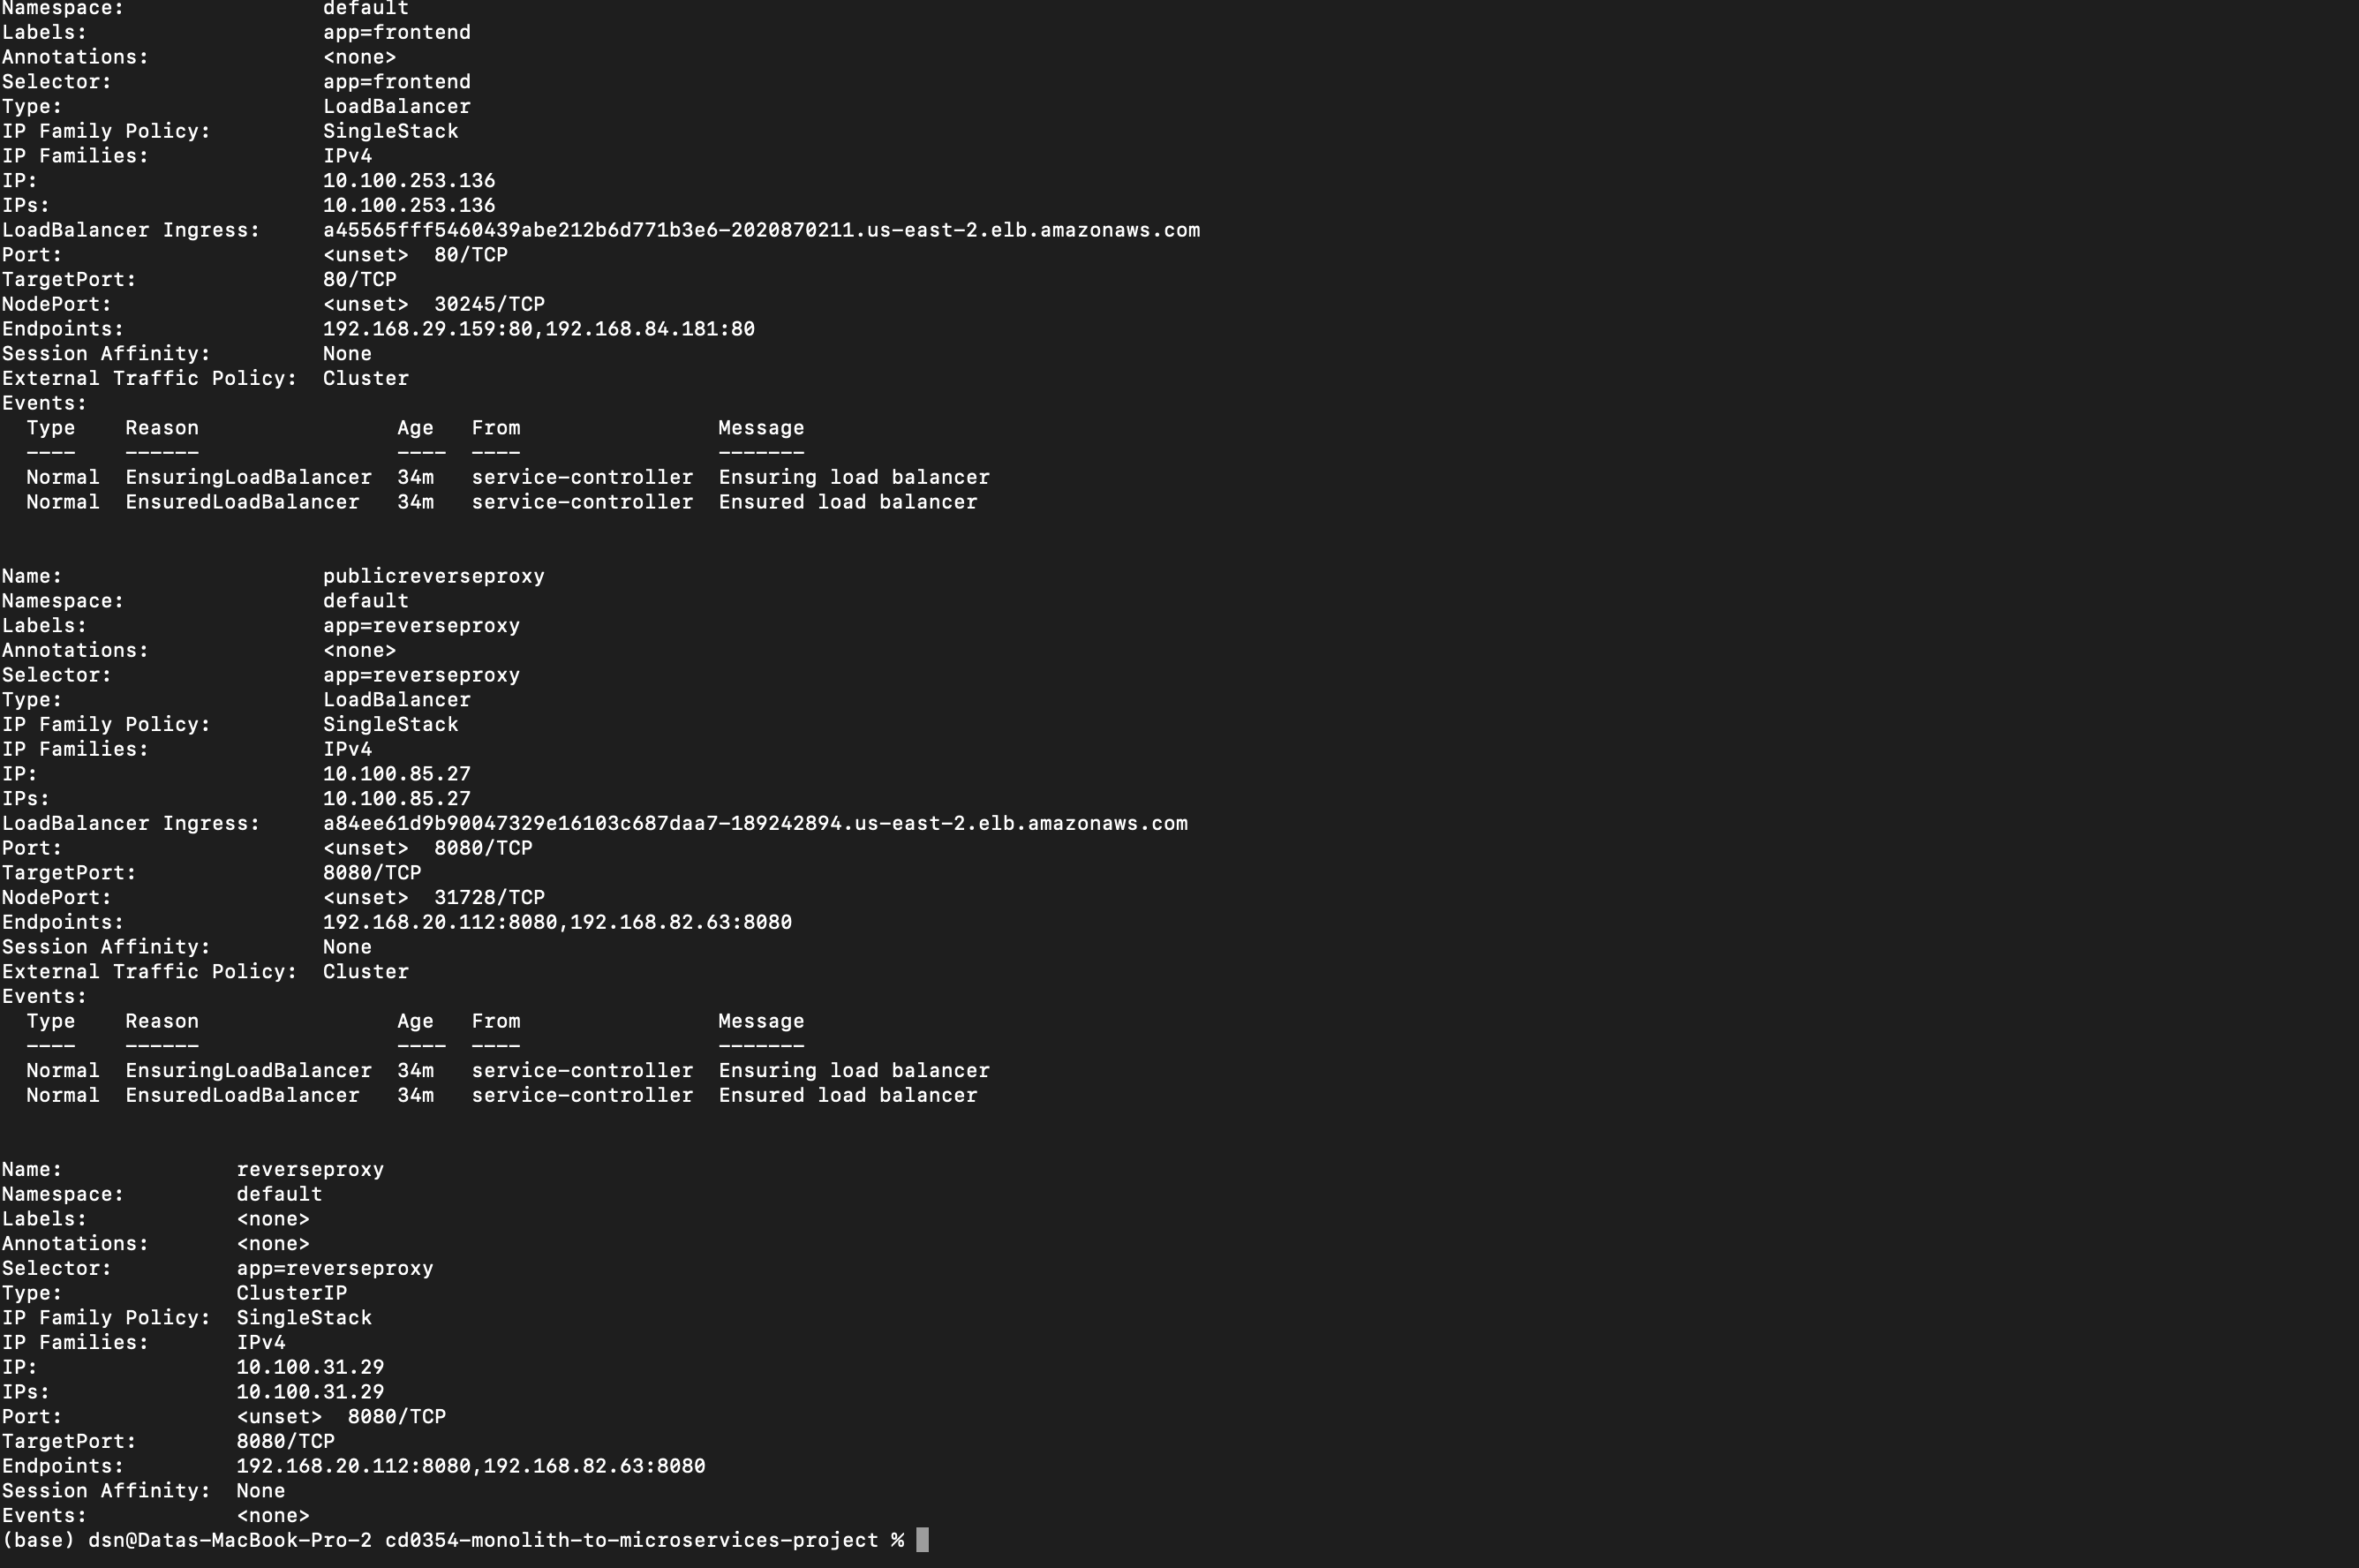 Namespace:                default
Labels:                   app=frontend
Annotations:              <none>
Selector:                 app=frontend
Type:                     LoadBalancer
IP Family Policy:         SingleStack
IP Families:              IPv4
IP:                       10.100.253.136
IPs:                      10.100.253.136
LoadBalancer Ingress:     a45565fff5460439abe212b6d771b3e6-2020870211.us-east-2.elb.amazonaws.com
Port:                     <unset>  80/TCP
TargetPort:               80/TCP
NodePort:                 <unset>  30245/TCP
Endpoints:                192.168.29.159:80,192.168.84.181:80
Session Affinity:         None
External Traffic Policy:  Cluster
Events:
  Type    Reason                Age   From                Message
  ----    ------                ----  ----                -------
  Normal  EnsuringLoadBalancer  34m   service-controller  Ensuring load balancer
  Normal  EnsuredLoadBalancer   34m   service-controller  Ensured load balancer


Name:                     publicreverseproxy
Namespace:                default
Labels:                   app=reverseproxy
Annotations:              <none>
Selector:                 app=reverseproxy
Type:                     LoadBalancer
IP Family Policy:         SingleStack
IP Families:              IPv4
IP:                       10.100.85.27
IPs:                      10.100.85.27
LoadBalancer Ingress:     a84ee61d9b90047329e16103c687daa7-189242894.us-east-2.elb.amazonaws.com
Port:                     <unset>  8080/TCP
TargetPort:               8080/TCP
NodePort:                 <unset>  31728/TCP
Endpoints:                192.168.20.112:8080,192.168.82.63:8080
Session Affinity:         None
External Traffic Policy:  Cluster
Events:
  Type    Reason                Age   From                Message
  ----    ------                ----  ----                -------
  Normal  EnsuringLoadBalancer  34m   service-controller  Ensuring load balancer
  Normal  EnsuredLoadBalancer   34m   service-controller  Ensured load balancer


Name:              reverseproxy
Namespace:         default
Labels:            <none>
Annotations:       <none>
Selector:          app=reverseproxy
Type:              ClusterIP
IP Family Policy:  SingleStack
IP Families:       IPv4
IP:                10.100.31.29
IPs:               10.100.31.29
Port:              <unset>  8080/TCP
TargetPort:        8080/TCP
Endpoints:         192.168.20.112:8080,192.168.82.63:8080
Session Affinity:  None
Events:            <none>
(base) dsn@Datas-MacBook-Pro-2 cd0354-monolith-to-microservices-project %